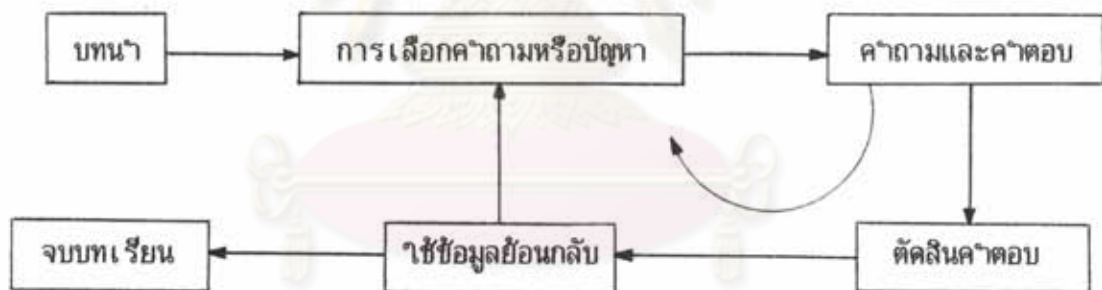 บทนำ
การเลือกคำถามหรือปัญหา
คำถามและคำตอบ
จบบทเรียน
ใช้ข้อมูลย้อนกลับ
ตัดสินคำตอบ